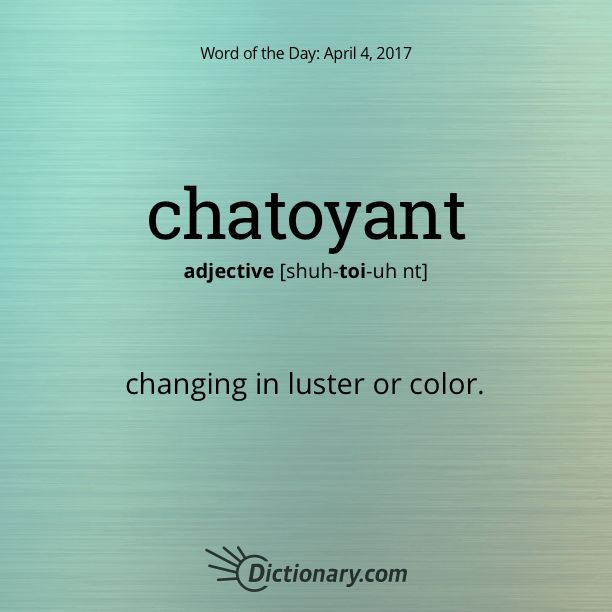 Word of the Day: April 4, 2017
chatoyant
adjective [shuh-toi-uh nt]
changing in luster or color.
Dictionary.com